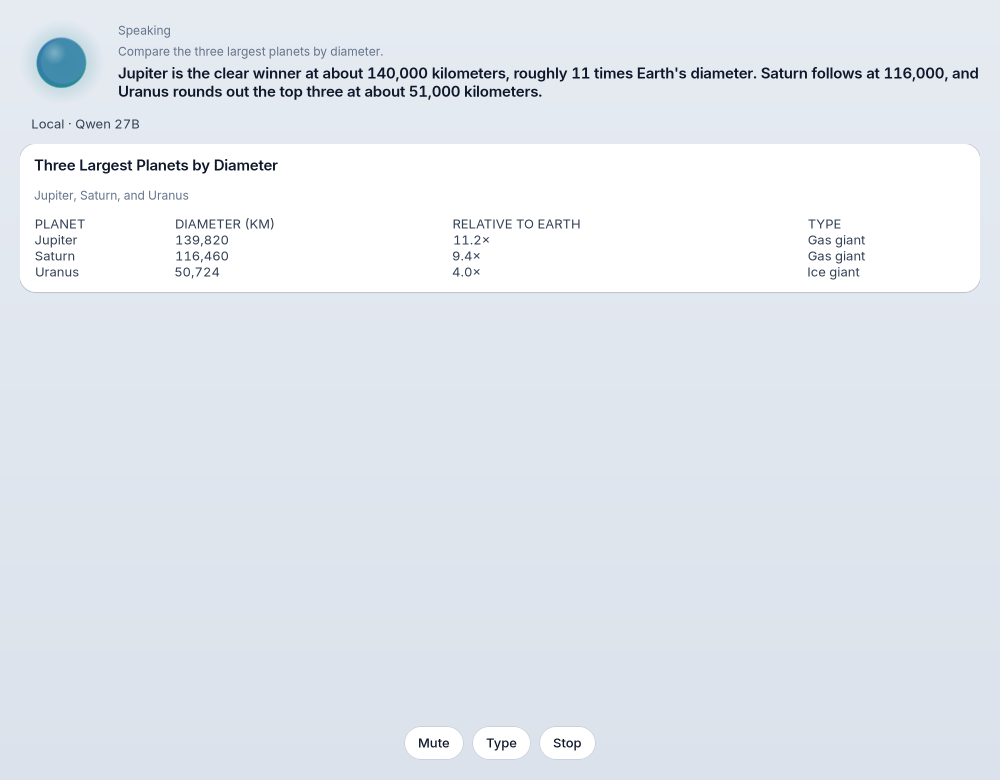 Speaking
Compare the three largest planets by diameter.
Jupiter is the clear winner at about 140,000 kilometers, roughly 11 times Earth's diameter. Saturn follows at 116,000, and
Uranus rounds out the top three at about 51,000 kilometers.
Local · Qwen 27B
Three Largest Planets by Diameter
Jupiter, Saturn, and Uranus
PLANET DIAMETER (KM) RELATIVE TO EARTH TYPE
Jupiter 139,820 11.2× Gas giant
Saturn 116,460 9.4× Gas giant
Uranus 50,724 4.0× Ice giant
Mute Type Stop